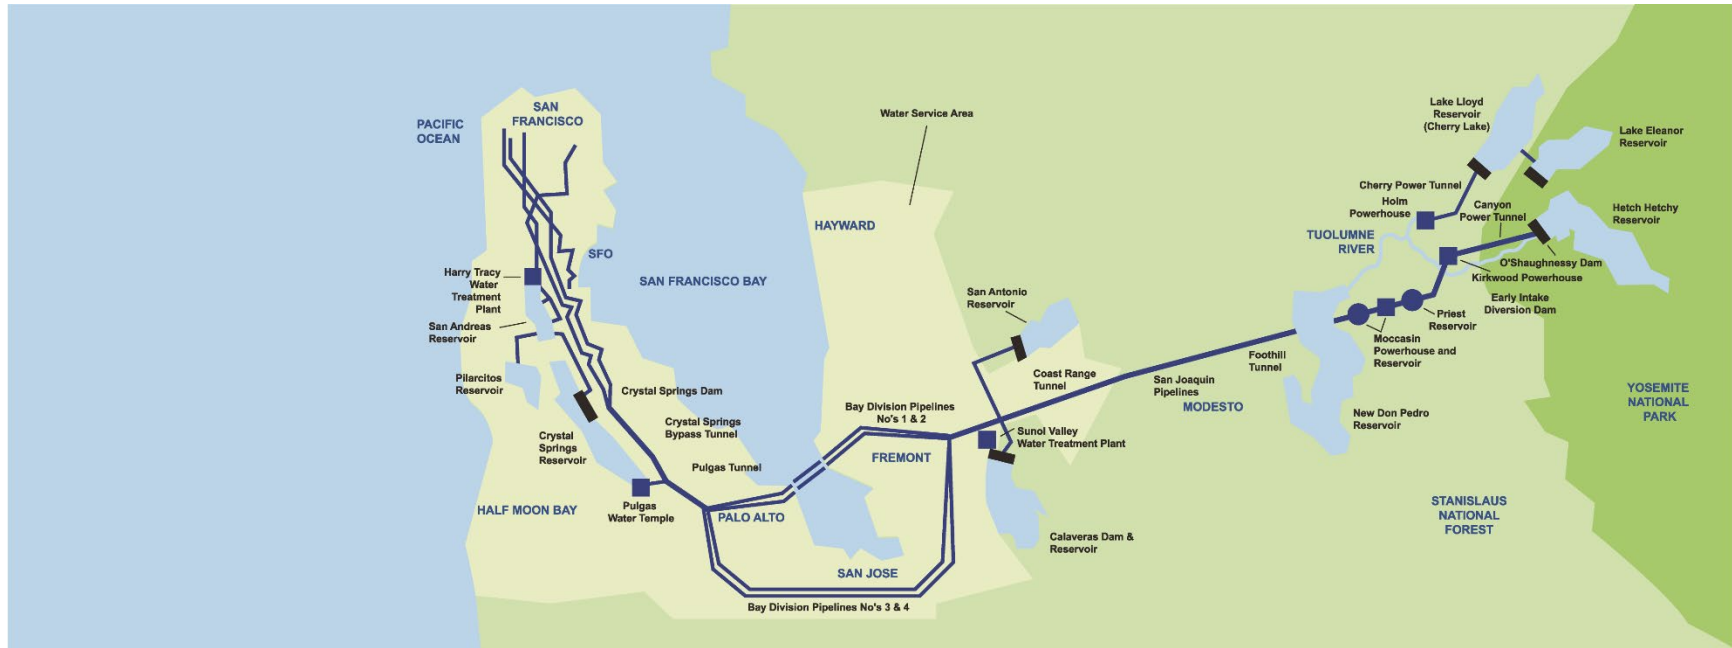 SAN
FRANCISCO
PACIFIC
OCEAN
Water Service Area
HAYWARD
SFO
SAN FRANCISCO BAY
Harry Tracy
Water
Treatment
Plant
San Andreas
Reservoir
Pilarcitos
Reservoir
Crystal Springs Dam
Crystal Springs
Bypass Tunnel
Crystal
Springs
Reservoir
Pulgas Tunnel
HALF MOON BAY
Pulgas
Water Temple
PALO ALTO
Bay Division Pipelines
No's 1 & 2
FREMONT
SAN JOSE
Bay Division Pipelines No's 3 & 4
San Antonio
Reservoir
Coast Range
Tunnel
Sunol Valley
Water Treatment Plant
Calaveras Dam &
Reservoir
San Joaquin
Pipelines
MODESTO
Foothill
Tunnel
Lake Lloyd
Reservoir
(Cherry Lake)
Lake Eleanor
Reservoir
Cherry Power Tunnel
Holm
Powerhouse
Canyon
Power Tunnel
Hetch Hetchy
Reservoir
TUOLUMNE
RIVER
O'Shaughnessy Dam
Kirkwood Powerhouse
Early Intake
Diversion Dam
Priest
Reservoir
Moccasin
Powerhouse and
Reservoir
New Don Pedro
Reservoir
YOSEMITE
NATIONAL
PARK
STANISLAUS
NATIONAL
FOREST